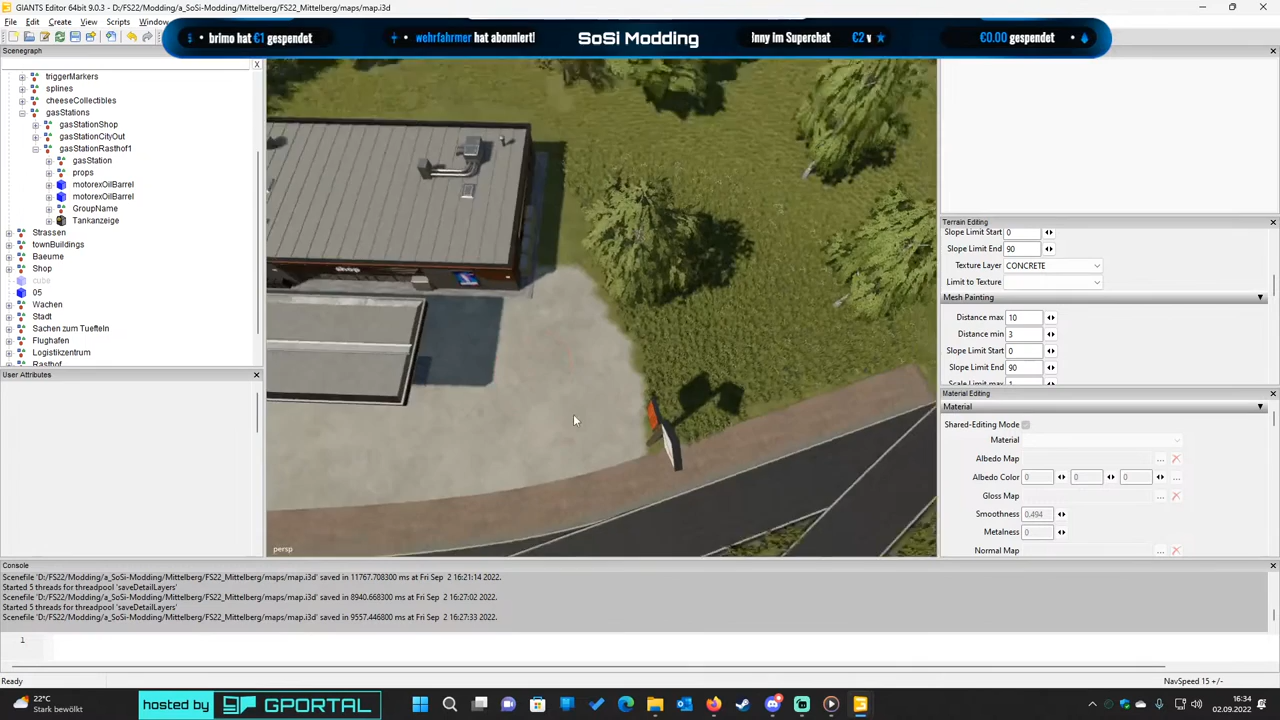 GIANTS Editor 64bit 9.0.3 - D:/FS22/Modding/a_SoSi-Modding/Mittelberg/FS22_Mittelberg/maps/map.i3d
File Edit View Scripts Window
brimo hat €1 gespendet
wehrfahrmer hat abonniert!
SoSi Modding
Inny im Superchat
€2 v
€0.00 gespendet
Scenegraph
X
triggerMarkers
splines
cheeseCollectibles
gasStations
gasStationShop
gasStationCityOut
gasStationRasthof1
gasStation
props
motorexOilBarrel
motorexOilBarrel
GroupName
Tankanzeige
Strassen
townBuildings
Baeume
Shop
cube
05
Wachen
Stadt
Sachen zum Tuefteln
Flughafen
Logistikzentrum
Rasthof
User Attributes
shop
persp
Terrain Editing
Slope Limit Start 0
Slope Limit End 90
Texture Layer CONCRETE
Limit to Texture
Mesh Painting
Distance max 10
Distance min 3
Slope Limit Start 0
Slope Limit End 90
Scale Limit max 1
Material Editing
Material
Shared-Editing Mode
Material
Albedo Map ...
Albedo Color 0 0 0 ...
Gloss Map ...
Smoothness 0.494
Metalness 0
Normal Map ...
Console
Scenefile 'D:/FS22/Modding/a_SoSi-Modding/Mittelberg/FS22_Mittelberg/maps/map.i3d' saved in 11767.708300 ms at Fri Sep 2 16:21:14 2022.
Started 5 threads for threadpool 'saveDetailLayers'
Scenefile 'D:/FS22/Modding/a_SoSi-Modding/Mittelberg/FS22_Mittelberg/maps/map.i3d' saved in 8940.668300 ms at Fri Sep 2 16:27:02 2022.
Started 5 threads for threadpool 'saveDetailLayers'
Scenefile 'D:/FS22/Modding/a_SoSi-Modding/Mittelberg/FS22_Mittelberg/maps/map.i3d' saved in 9557.446800 ms at Fri Sep 2 16:27:33 2022.
1
Ready
NavSpeed 15 +/-
22°C
Stark bewölkt
hosted by GPORTAL
16:34
02.09.2022